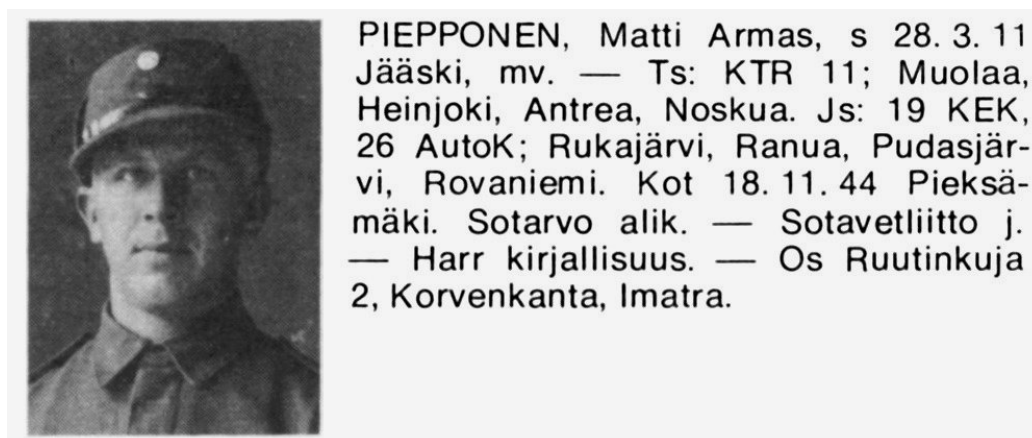 PIEPPONEN, Matti Armas, s 28. 3. 11
Jääski, mv. — Ts: KTR 11; Muolaa,
Heinjoki, Antrea, Noskua. Js: 19 KEK,
26 AutoK; Rukajärvi, Ranua, Pudasjär-
vi, Rovaniemi. Kot 18. 11. 44 Pieksä-
mäki. Sotarvo alik. — Sotavetliitto j.
— Harr kirjallisuus. — Os Ruutinkuja
2, Korvenkanta, Imatra.